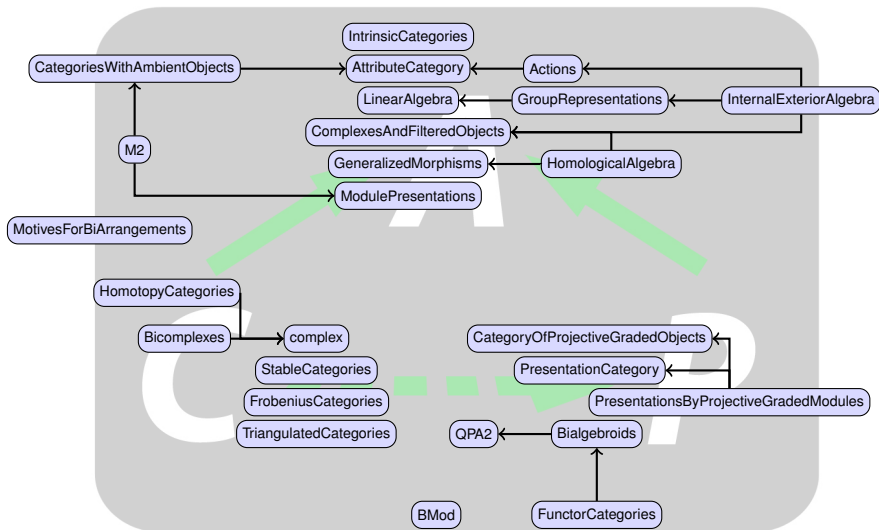 IntrinsicCategories
CategoriesWithAmbientObjects AttributeCategory Actions
LinearAlgebra GroupRepresentations InternalExteriorAlgebra
A
ComplexesAndFilteredObjects
M2
GeneralizedMorphisms HomologicalAlgebra
ModulePresentations
MotivesForBiArrangements
HomotopyCategories
Bicomplexes complex CategoryOfProjectiveGradedObjects
StableCategories PresentationCategory
C P
FrobeniusCategories PresentationsByProjectiveGradedModules
TriangulatedCategories QPA2 Bialgebroids
BMod FunctorCategories